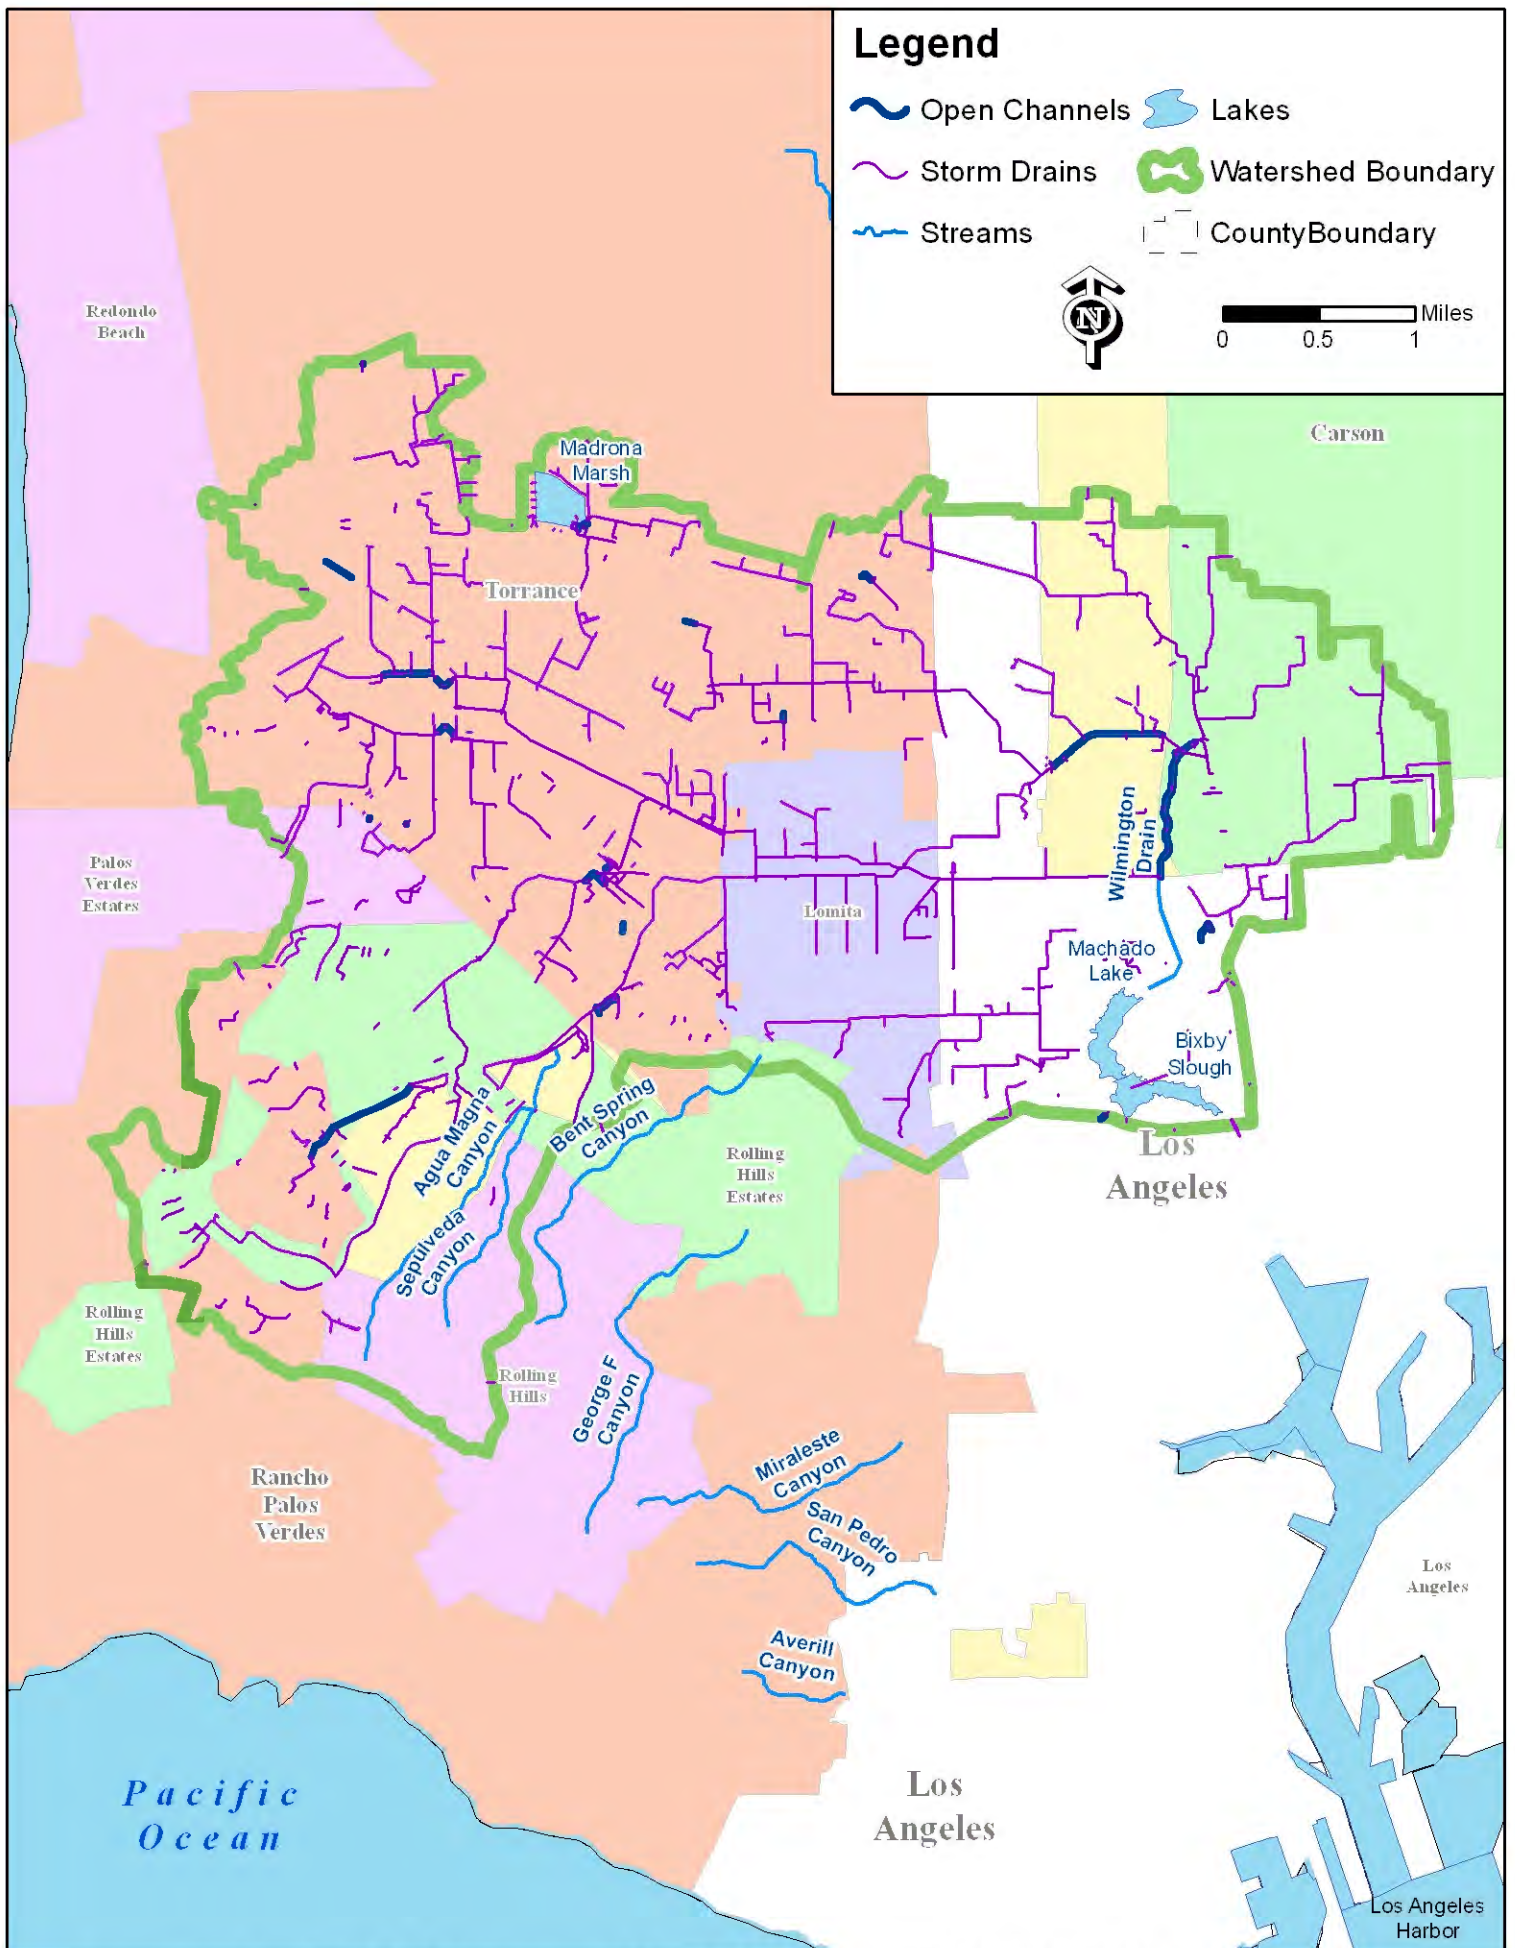 Legend
Open Channels
Lakes
Storm Drains
Watershed Boundary
Streams
CountyBoundary
N
Miles
0
0.5
1
Redondo
Beach
Carson
Madrona
Marsh
Torrance
Palos
Verdes
Estates
Lomita
Wilmington
Drain
Machado
Lake
Bixby
Slough
Los
Angeles
Agua Magna
Canyon
Bent Spring
Canyon
Rolling
Hills
Estates
Sepulveda
Canyon
Rolling
Hills
Estates
Rolling
Hills
George F
Canyon
Rancho
Palos
Verdes
Miraleste
Canyon
San Pedro
Canyon
Los
Angeles
Averill
Canyon
Pacific
Ocean
Los
Angeles
Los Angeles
Harbor